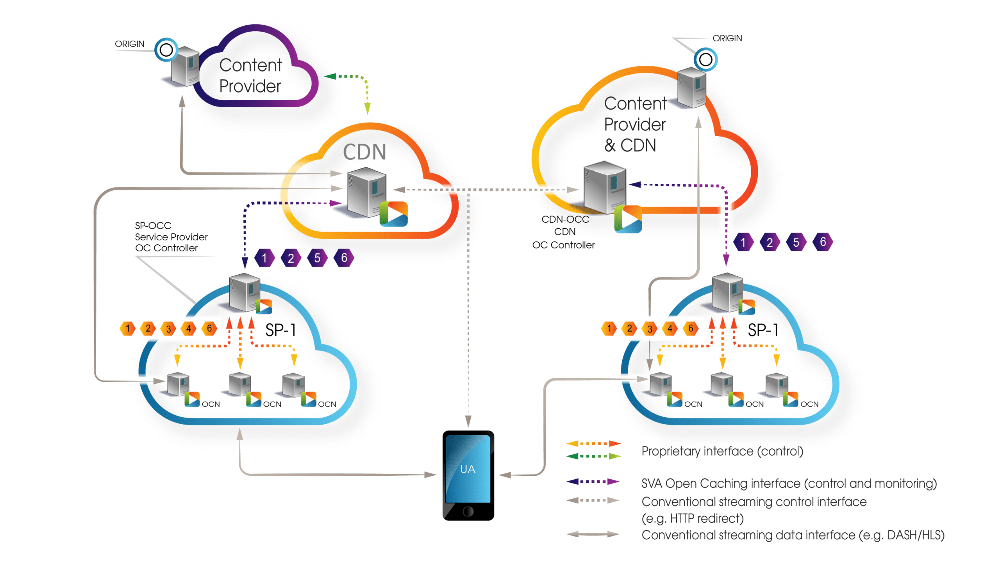 ORIGIN
Content
Provider
ORIGIN
Content
Provider
& CDN
CDN
CDN-OCC
CDN
OC Controller
SP-OCC
Service Provider
OC Controller
1 2 5 6
1 2 5 6
1 2 3 4 6
SP-1
1 2 3 4 6
SP-1
OCN
OCN
OCN
OCN
OCN
OCN
UA
Proprietary interface (control)
SVA Open Caching interface (control and monitoring)
Conventional streaming control interface
(e.g. HTTP redirect)
Conventional streaming data interface (e.g. DASH/HLS)